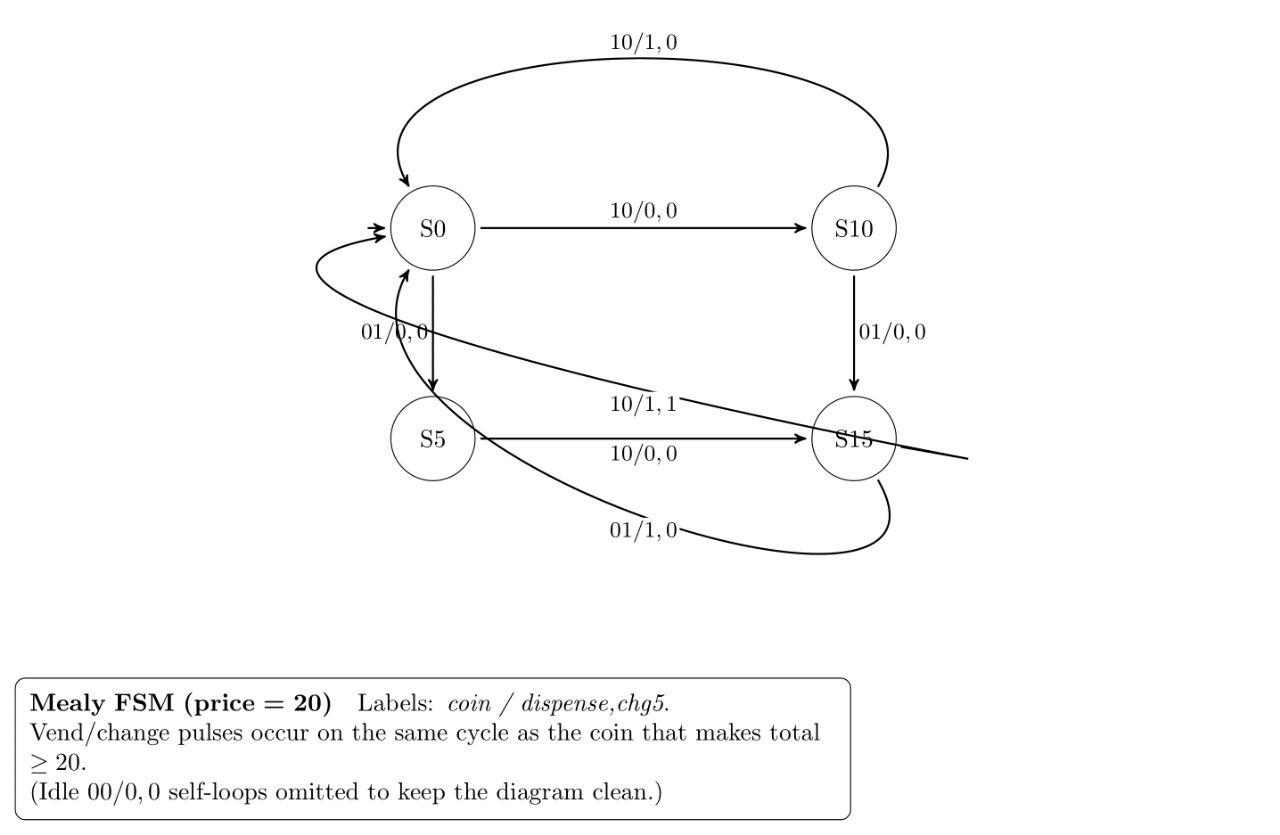 10/1, 0
S0
10/0, 0
S10
01/0, 0
01/0, 0
10/1, 1
S5
S15
10/0, 0
01/1, 0
Mealy FSM (price = 20) Labels: coin / dispense,chg5.
Vend/change pulses occur on the same cycle as the coin that makes total
≥ 20.
(Idle 00/0, 0 self-loops omitted to keep the diagram clean.)